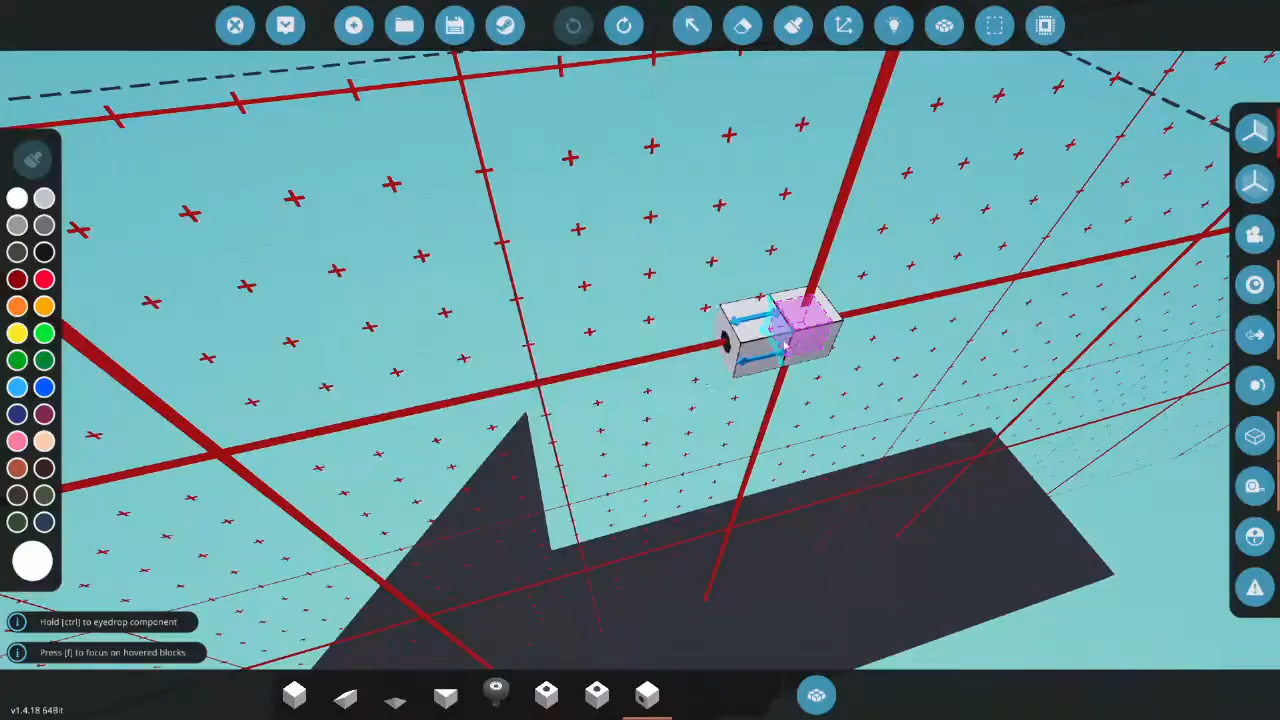 Hold [ctrl] to eyedrop component
Press [f] to focus on hovered blocks
v1.4.18 64Bit